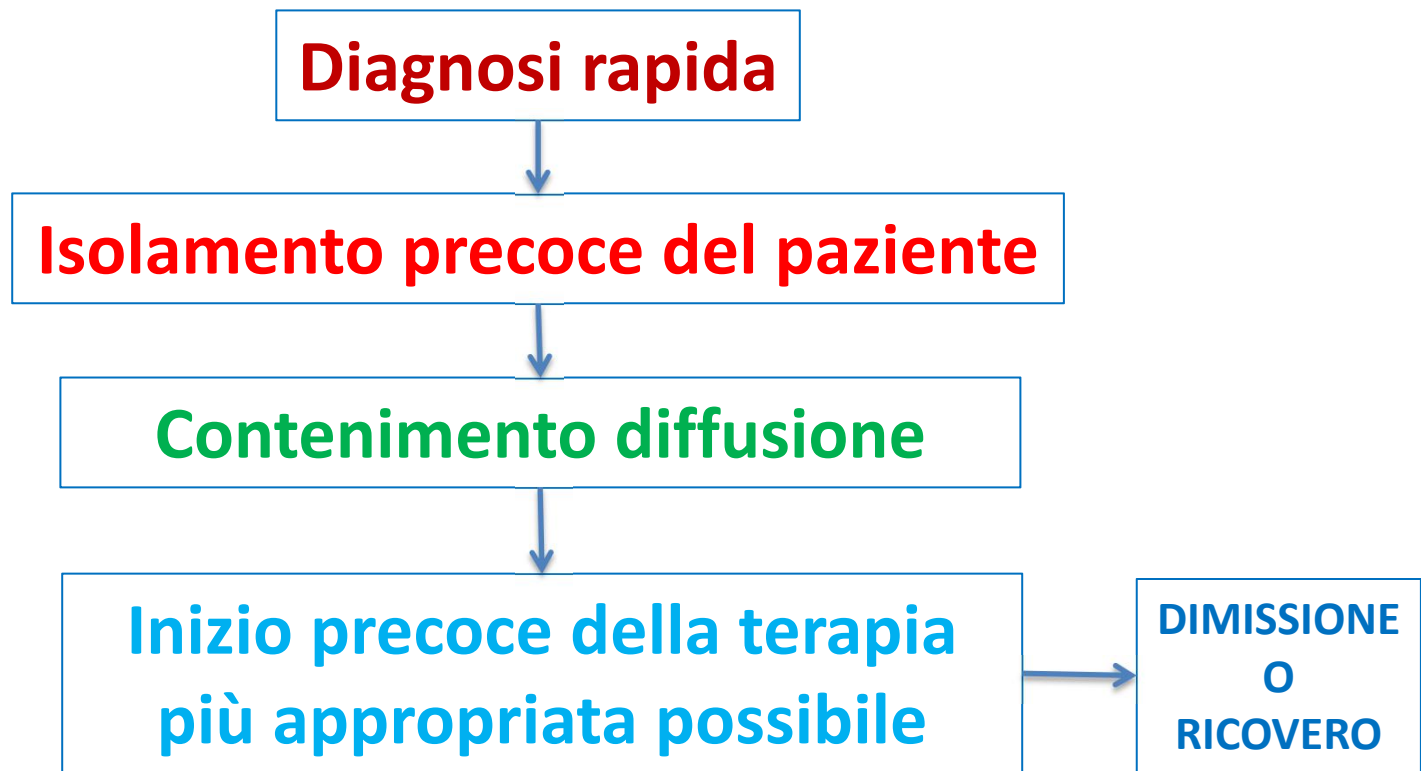 Diagnosi rapida
Isolamento precoce del paziente
Contenimento diffusione
Inizio precoce della terapia
più appropriata possibile
DIMISSIONE
O
RICOVERO